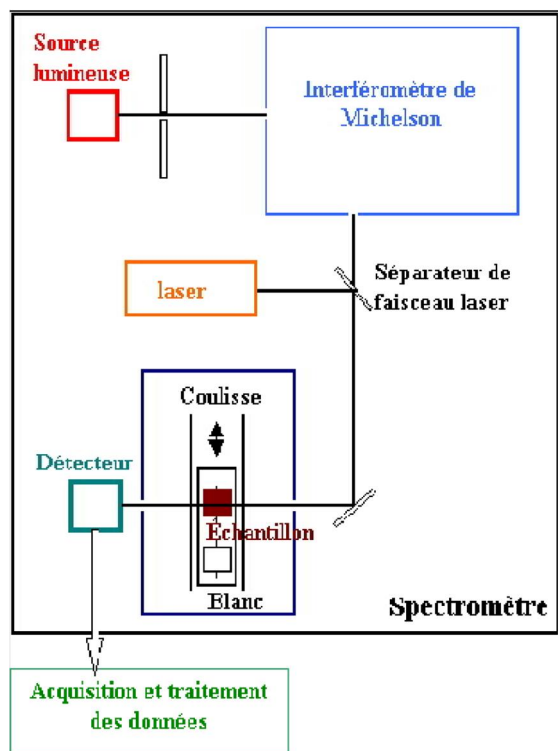 Source
lumineuse
Interféromètre de
Michelson
laser
Séparateur de
faisceau laser
Coulisse
Détecteur
Echantillon
Blanc
Spectromètre
Acquisition et traitement
des données